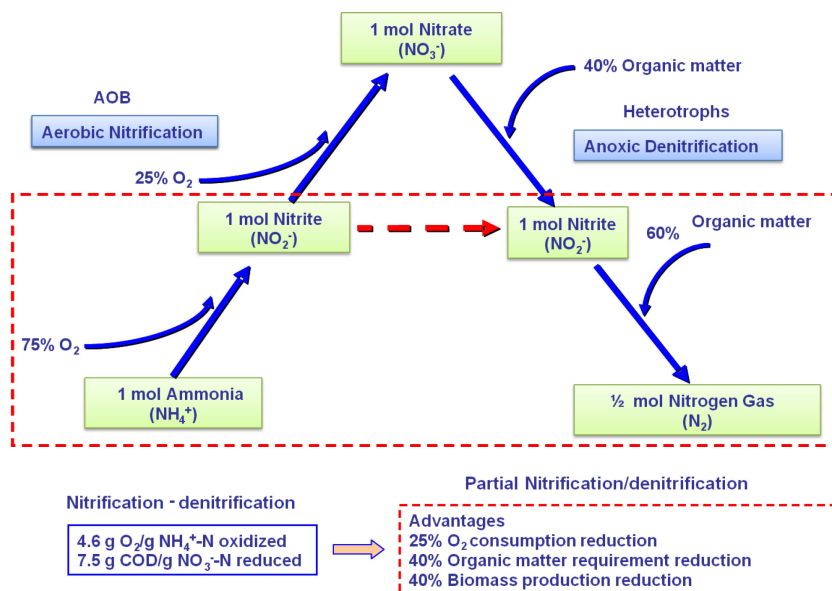 1 mol Nitrate
(NO₃⁻)
40% Organic matter
AOB
Aerobic Nitrification
Heterotrophs
Anoxic Denitrification
25% O₂
1 mol Nitrite
(NO₂⁻)
1 mol Nitrite
(NO₂⁻)
60%
Organic matter
75% O₂
1 mol Ammonia
(NH₄⁺)
½ mol Nitrogen Gas
(N₂)
Nitrification - denitrification
4.6 g O₂/g NH₄⁺-N oxidized
7.5 g COD/g NO₃⁻-N reduced
Partial Nitrification/denitrification
Advantages
25% O₂ consumption reduction
40% Organic matter requirement reduction
40% Biomass production reduction